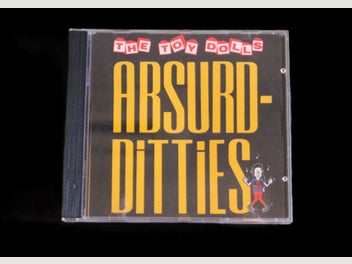 THE TOY DOLLS
ABSURD-
DiTTiES